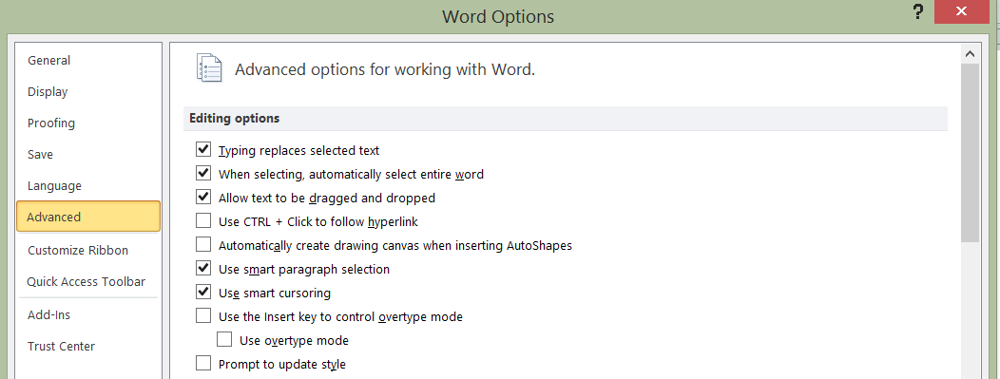 Word Options
?
General
Display
Proofing
Save
Language
Advanced
Customize Ribbon
Quick Access Toolbar
Add-Ins
Trust Center
Advanced options for working with Word.
Editing options
Typing replaces selected text
When selecting, automatically select entire word
Allow text to be dragged and dropped
Use CTRL + Click to follow hyperlink
Automatically create drawing canvas when inserting AutoShapes
Use smart paragraph selection
Use smart cursoring
Use the Insert key to control overtype mode
Use overtype mode
Prompt to update style